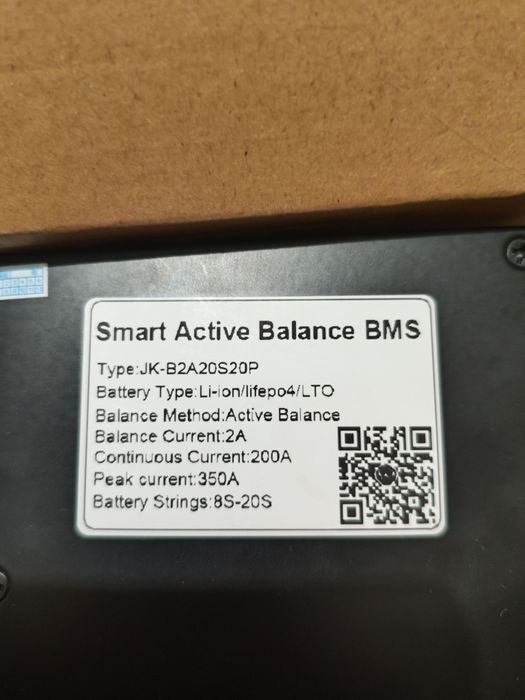 Smart Active Balance BMS
Type:JK-B2A20S20P
Battery Type:Li-ion/lifepo4/LTO
Balance Method:Active Balance
Balance Current:2A
Continuous Current:200A
Peak current:350A
Battery Strings:8S-20S